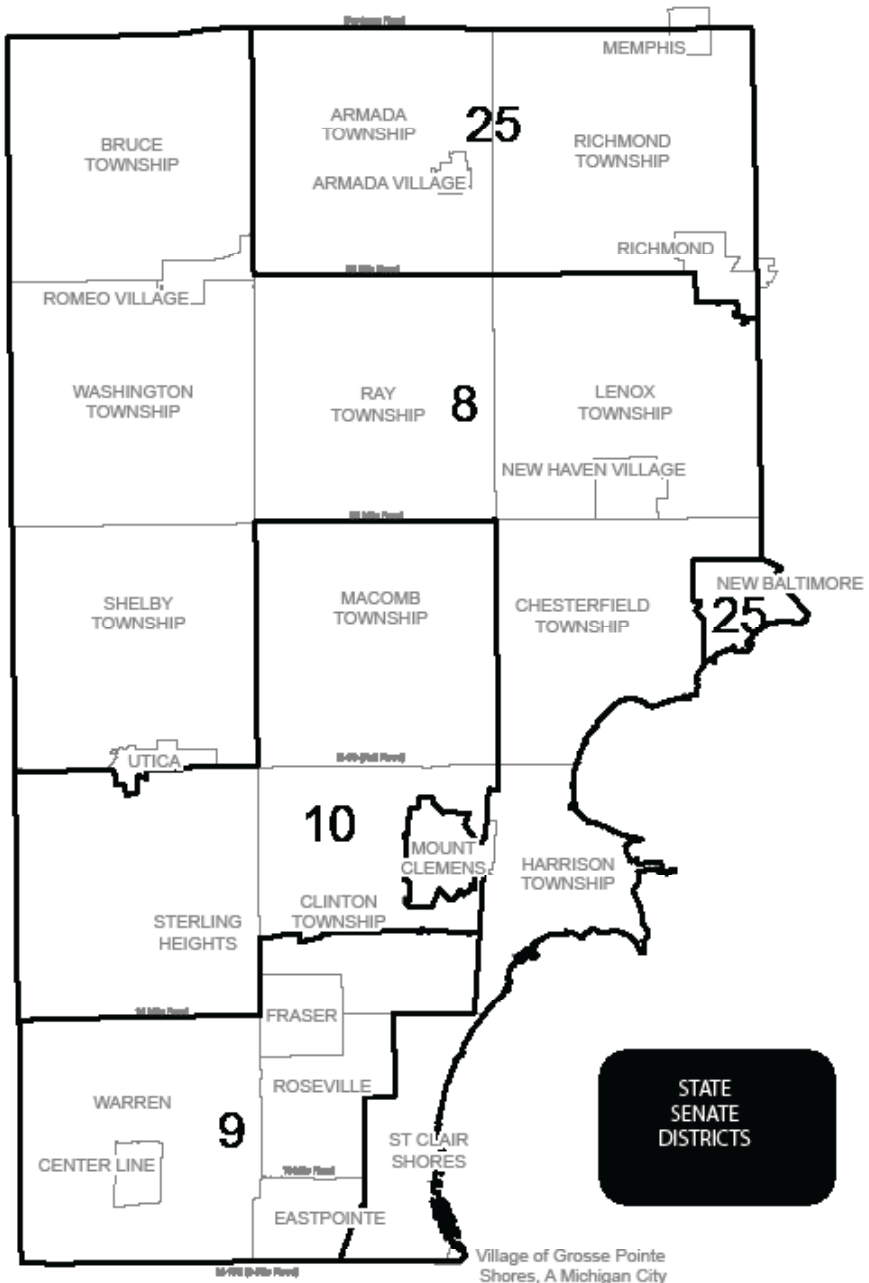 MEMPHIS
ARMADA
TOWNSHIP
25
BRUCE
TOWNSHIP
RICHMOND
TOWNSHIP
ARMADA VILLAGE
RICHMOND
ROMEO VILLAGE
WASHINGTON
TOWNSHIP
RAY
TOWNSHIP
8
LENOX
TOWNSHIP
NEW HAVEN VILLAGE
SHELBY
TOWNSHIP
MACOMB
TOWNSHIP
CHESTERFIELD
TOWNSHIP
NEW BALTIMORE
25
UTICA
10
MOUNT
CLEMENS
HARRISON
TOWNSHIP
CLINTON
TOWNSHIP
STERLING
HEIGHTS
FRASER
ROSEVILLE
WARREN
9
CENTER LINE
ST CLAIR
SHORES
EASTPOINTE
STATE
SENATE
DISTRICTS
Village of Grosse Pointe
Shores, A Michigan City